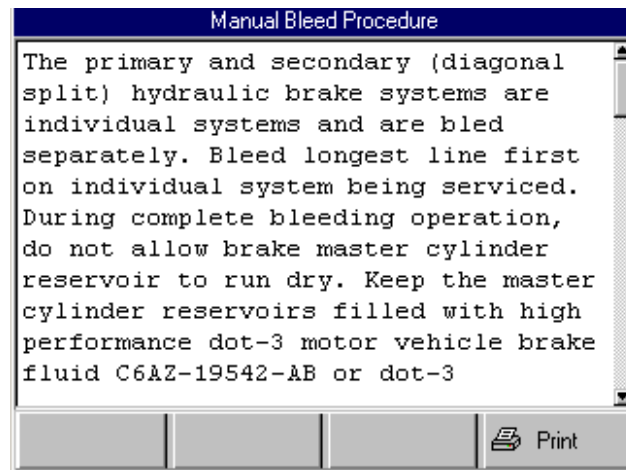 Manual Bleed Procedure
The primary and secondary (diagonal
split) hydraulic brake systems are
individual systems and are bled
separately. Bleed longest line first
on individual system being serviced.
During complete bleeding operation,
do not allow brake master cylinder
reservoir to run dry. Keep the master
cylinder reservoirs filled with high
performance dot-3 motor vehicle brake
fluid C6AZ-19542-AB or dot-3
Print